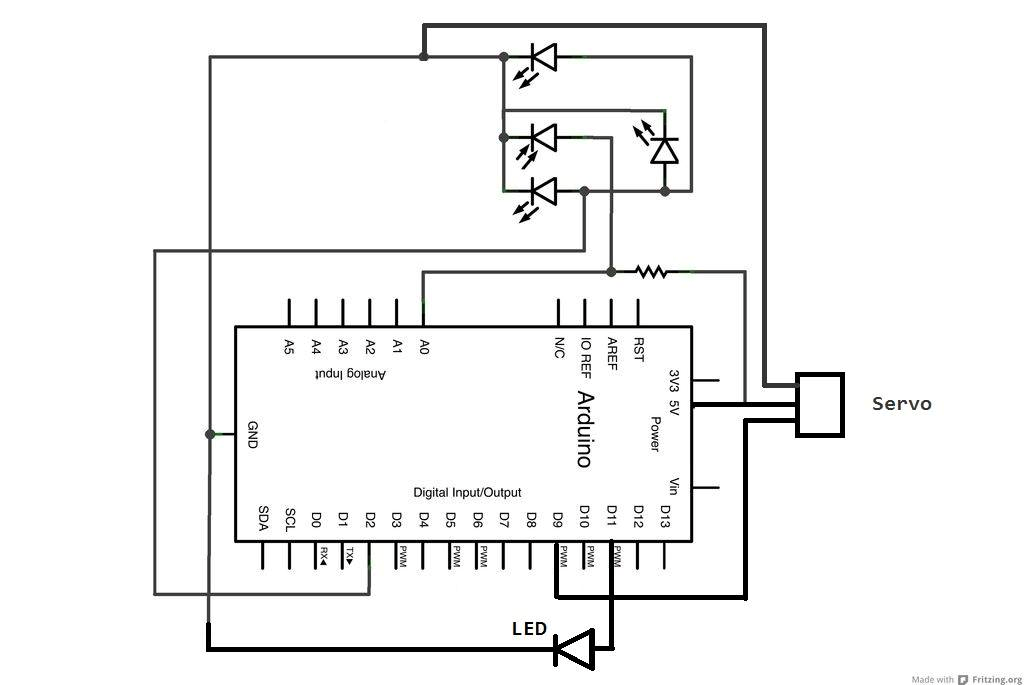 A5 A4 A3 A2 A1 A0 N/C IO REF AREF RST
Analog Input
3V3
5V
Power
Vin
Arduino
Servo
GND
Digital Input/Output
SDA SCL D0 D1 D2 D3 D4 D5 D6 D7 D8 D9 D10 D11 D12 D13
RX◀ TX▶ PWM PWM PWM PWM PWM PWM
LED
Made with Fritzing.org